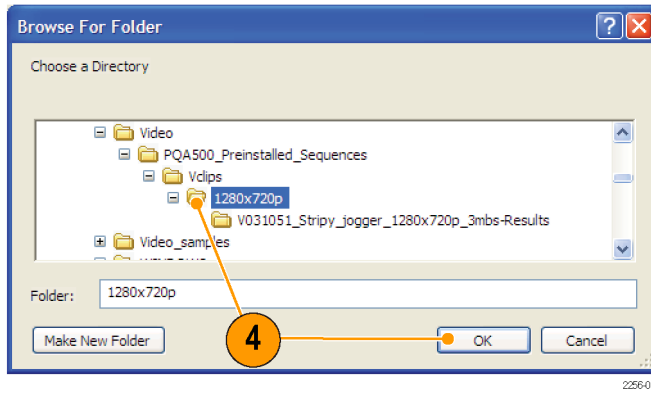 Browse For Folder
Choose a Directory
Video
PQA500_Preinstalled_Sequences
Vclips
1280x720p
V031051_Stripy_jogger_1280x720p_3mbs-Results
Video_samples
Folder: 1280x720p
Make New Folder 4 OK Cancel
2256-0